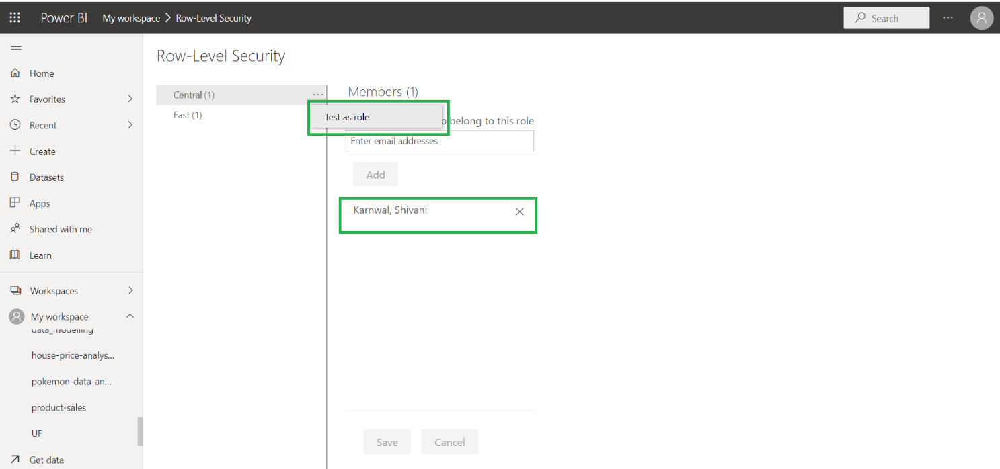 Power BI My workspace > Row-Level Security
Search
Home
Favorites
Recent
Create
Datasets
Apps
Shared with me
Learn
Workspaces
My workspace
data_modelling
house-price-analys...
pokemon-data-an...
product-sales
UF
Get data
Row-Level Security
Central (1)
East (1)
Test as role
Members (1)
belong to this role
Enter email addresses
Add
Karnwal, Shivani
Save
Cancel